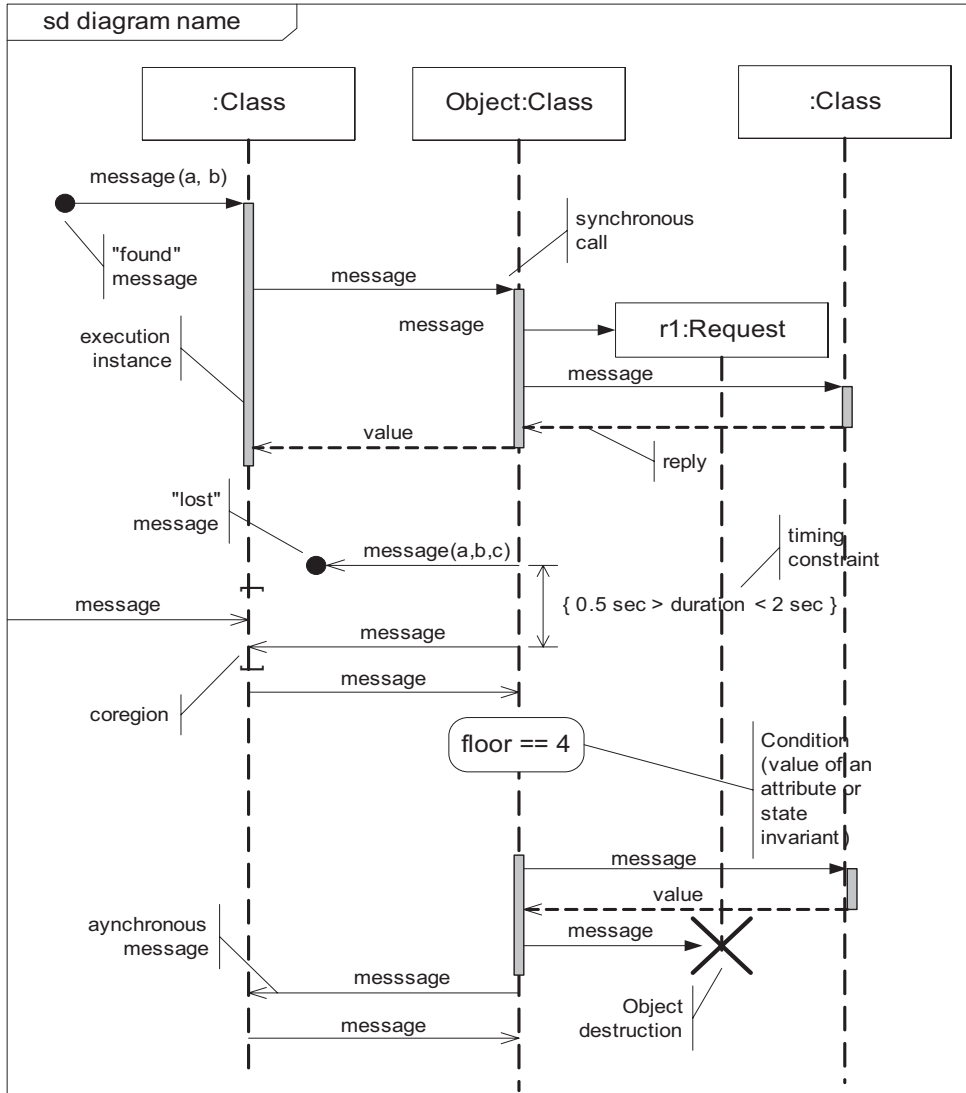 sd diagram name
:Class
Object:Class
:Class
message(a, b)
"found"
message
synchronous
call
message
message
r1:Request
execution
instance
message
value
reply
"lost"
message
message(a,b,c)
timing
constraint
{ 0.5 sec > duration < 2 sec }
message
message
message
coregion
floor == 4
Condition
(value of an
attribute or
state
invariant)
message
value
aynchronous
message
message
messsage
Object
destruction
message